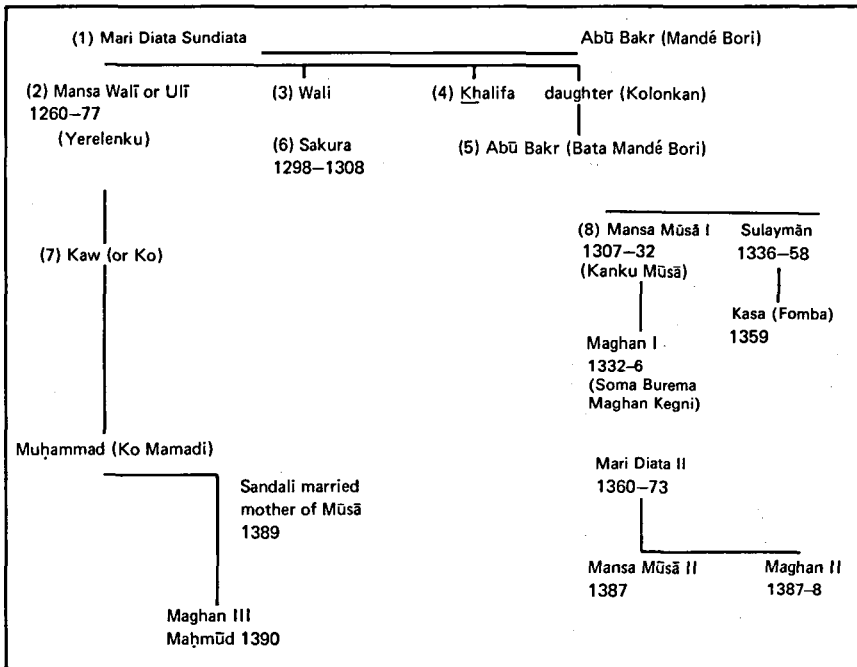 (1) Mari Diata Sundiata
Abū Bakr (Mandé Bori)
(2) Mansa Walī or Ulī
1260–77
(Yerelenku)
(3) Wali
(4) Khalifa
daughter (Kolonkan)
(6) Sakura
1298–1308
(5) Abū Bakr (Bata Mandé Bori)
(7) Kaw (or Ko)
(8) Mansa Mūsā I
1307–32
(Kanku Mūsā)
Sulaymān
1336–58
Kasa (Fomba)
1359
Maghan I
1332–6
(Soma Burema
Maghan Kegni)
Muḥammad (Ko Mamadi)
Sandali married
mother of Mūsā
1389
Mari Diata II
1360–73
Mansa Mūsā II
1387
Maghan II
1387–8
Maghan III
Maḥmūd 1390